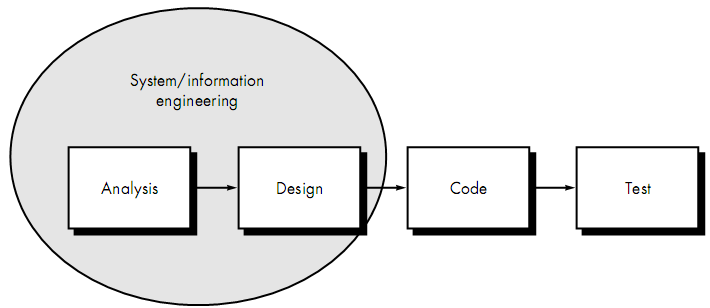 System/information
engineering
Analysis
Design
Code
Test